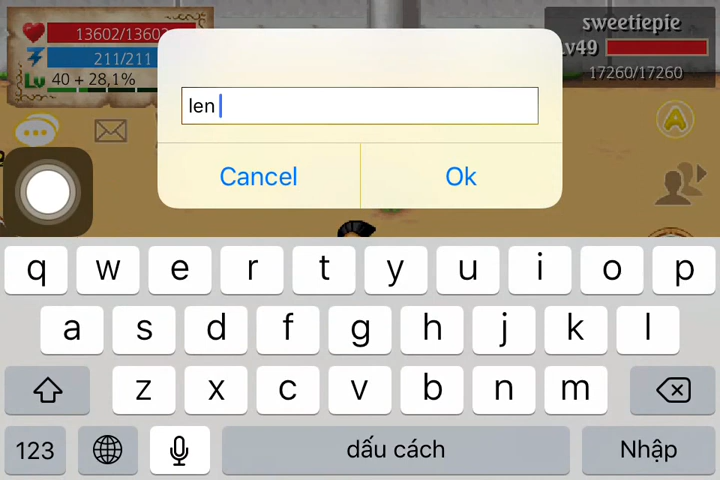 13602/13602
211/211
Lv 40 + 28,1%
sweetiepie
Lv49
17260/17260
A
len
Cancel
Ok
q w e r t y u i o p
a s d f g h j k l
z x c v b n m
123 dấu cách Nhập